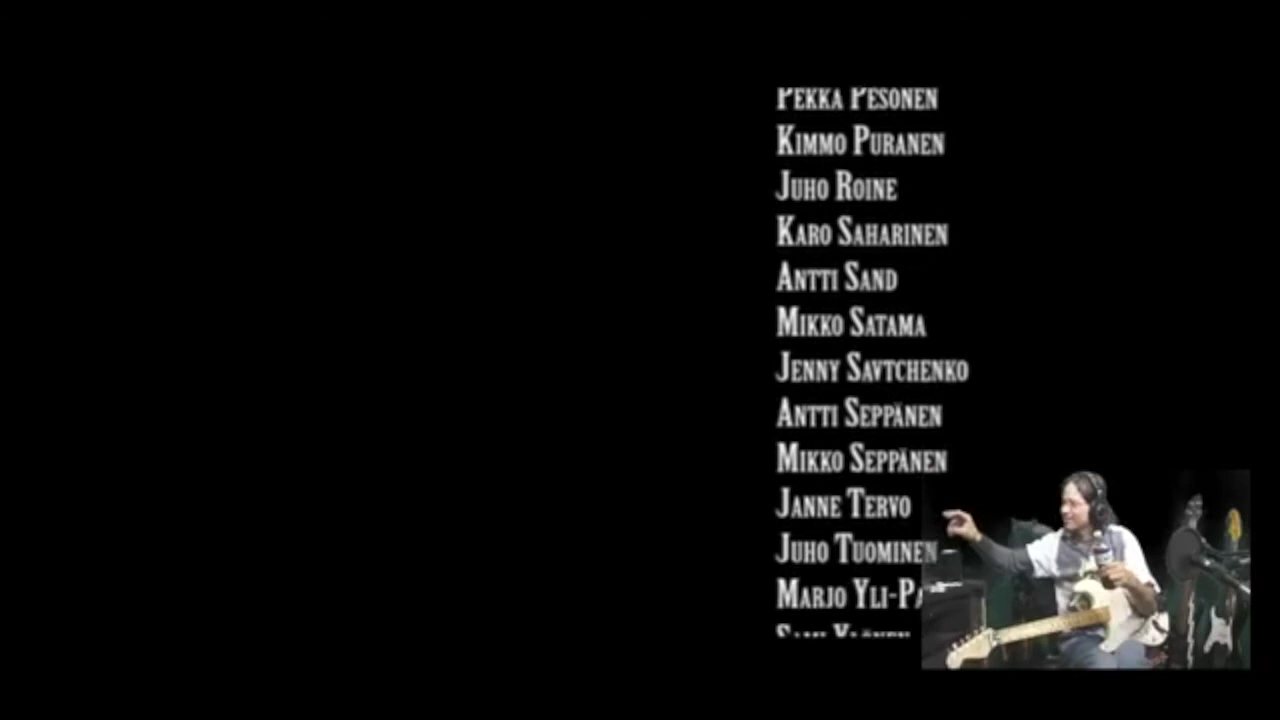 Pekka Pesonen
Kimmo Puranen
Juho Roine
Karo Saharinen
Antti Sand
Mikko Satama
Jenny Savtchenko
Antti Seppänen
Mikko Seppänen
Janne Tervo
Juho Tuominen
Marjo